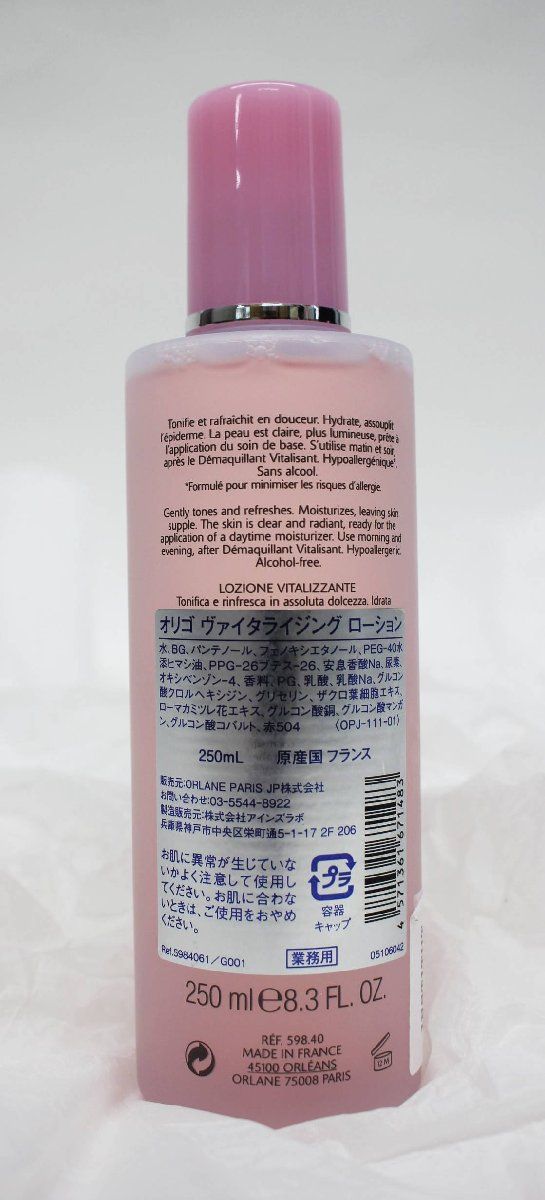 Tonifie et rafraîchit en douceur. Hydrate, assouplit
l'épiderme. La peau est claire, plus lumineuse, prête à
l'application du soin de base. S'utilise matin et soir,
après le Démaquillant Vitalisant. Hypoallergénique*.
Sans alcool.
*Formulé pour minimiser les risques d'allergie.
Gently tones and refreshes. Moisturizes, leaving skin
supple. The skin is clear and radiant, ready for the
application of a daytime moisturizer. Use morning and
evening, after Démaquillant Vitalisant. Hypoallergenic.
Alcohol-free.
LOZIONE VITALIZZANTE
Tonifica e rinfresca in assoluta dolcezza. Idrata
オリゴ ヴァイタライジング ローション
水、BG、パンテノール、フェノキシエタノール、PEG-40水
添ヒマシ油、PPG-26ブテス-26、安息香酸Na、尿素、
オキシベンゾン-4、香料、PG、乳酸、乳酸Na、グルコン
酸クロルヘキシジン、グリセリン、ザクロ葉細胞エキス、
ローマカミツレ花エキス、グルコン酸銅、グルコン酸マンガ
ン、グルコン酸コバルト、赤504 〈OPJ-111-01〉
250mL 原産国 フランス
販売元:ORLANE PARIS JP株式会社
お問い合わせ:03-5544-8922
製造販売元:株式会社アインズラボ
兵庫県神戸市中央区栄町通5-1-17 2F 206
お肌に異常が生じていな
いかよく注意して使用し
てください。お肌に合わな
いときは、ご使用をおやめ
ください。
プラ
容器
キャップ
4571361671483
Ref.5984061/G001
業務用
05106042
250 ml e 8.3 FL. OZ.
RÉF. 598.40
MADE IN FRANCE
45100 ORLÉANS
ORLANE 75008 PARIS
12 M